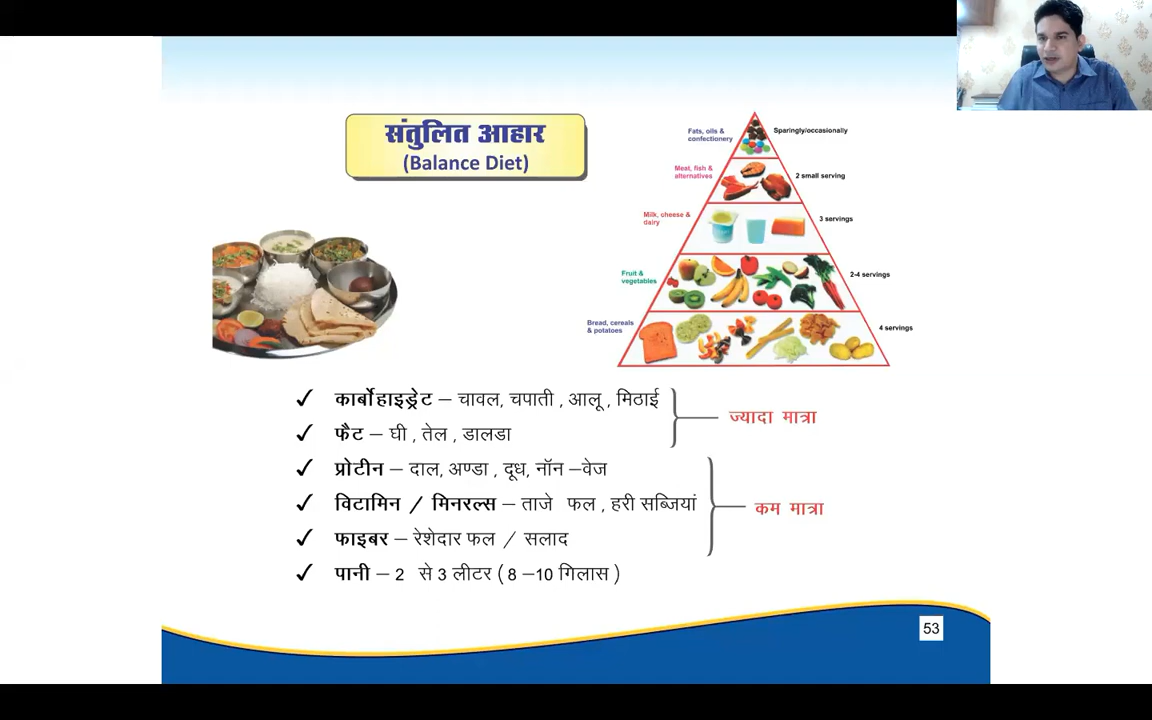 संतुलित आहार
(Balance Diet)
Fats, oils &
confectionery
Sparingly/occasionally
Meat, fish &
alternatives
2 small serving
Milk, cheese &
dairy
3 servings
Fruit &
vegetables
2-4 servings
Bread, cereals
& potatoes
4 servings
✓ कार्बोहाइड्रेट – चावल, चपाती , आलू , मिठाई
✓ फैट – घी , तेल , डालडा
ज्यादा मात्रा
✓ प्रोटीन – दाल, अण्डा , दूध, नॉन –वेज
✓ विटामिन / मिनरल्स – ताजे फल , हरी सब्जियां
✓ फाइबर – रेशेदार फल / सलाद
कम मात्रा
✓ पानी – 2 से 3 लीटर ( 8 –10 गिलास )
53